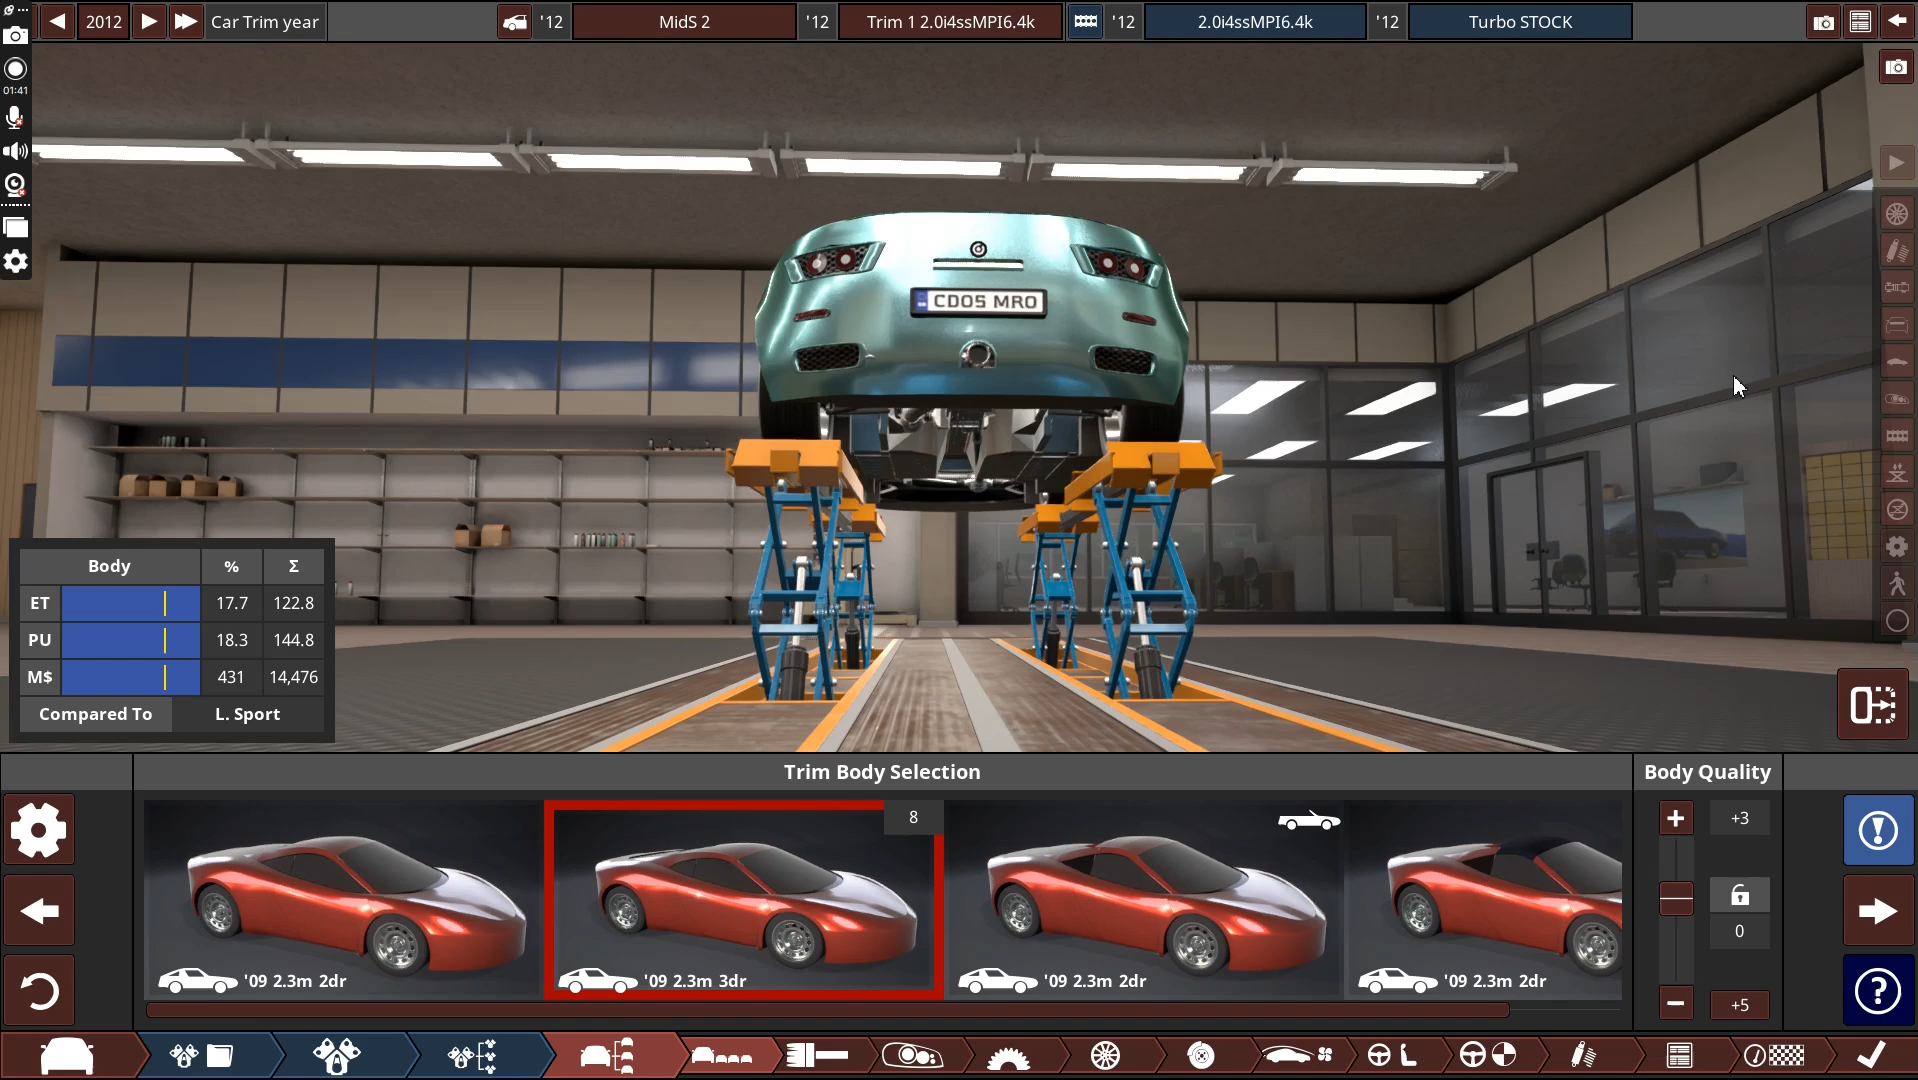 2012
Car Trim year
'12
MidS 2
'12
Trim 1 2.0i4ssMPI6.4k
'12
2.0i4ssMPI6.4k
'12
Turbo STOCK
01:41
CD05 MRO
Body % Σ
ET 17.7 122.8
PU 18.3 144.8
M$ 431 14,476
Compared To L. Sport
Trim Body Selection
Body Quality
8
+3
0
+5
'09 2.3m 2dr
'09 2.3m 3dr
'09 2.3m 2dr
'09 2.3m 2dr